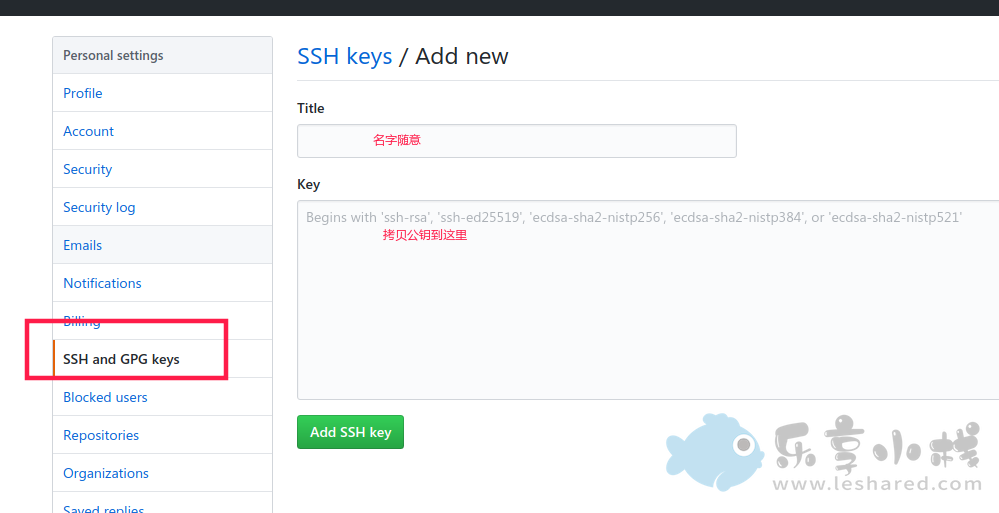 Personal settings
Profile
Account
Security
Security log
Emails
Notifications
Billing
SSH and GPG keys
Blocked users
Repositories
Organizations
Saved replies
SSH keys / Add new
Title
名字随意
Key
Begins with 'ssh-rsa', 'ssh-ed25519', 'ecdsa-sha2-nistp256', 'ecdsa-sha2-nistp384', or 'ecdsa-sha2-nistp521'
拷贝公钥到这里
Add SSH key
乐享小栈
www.leshared.com